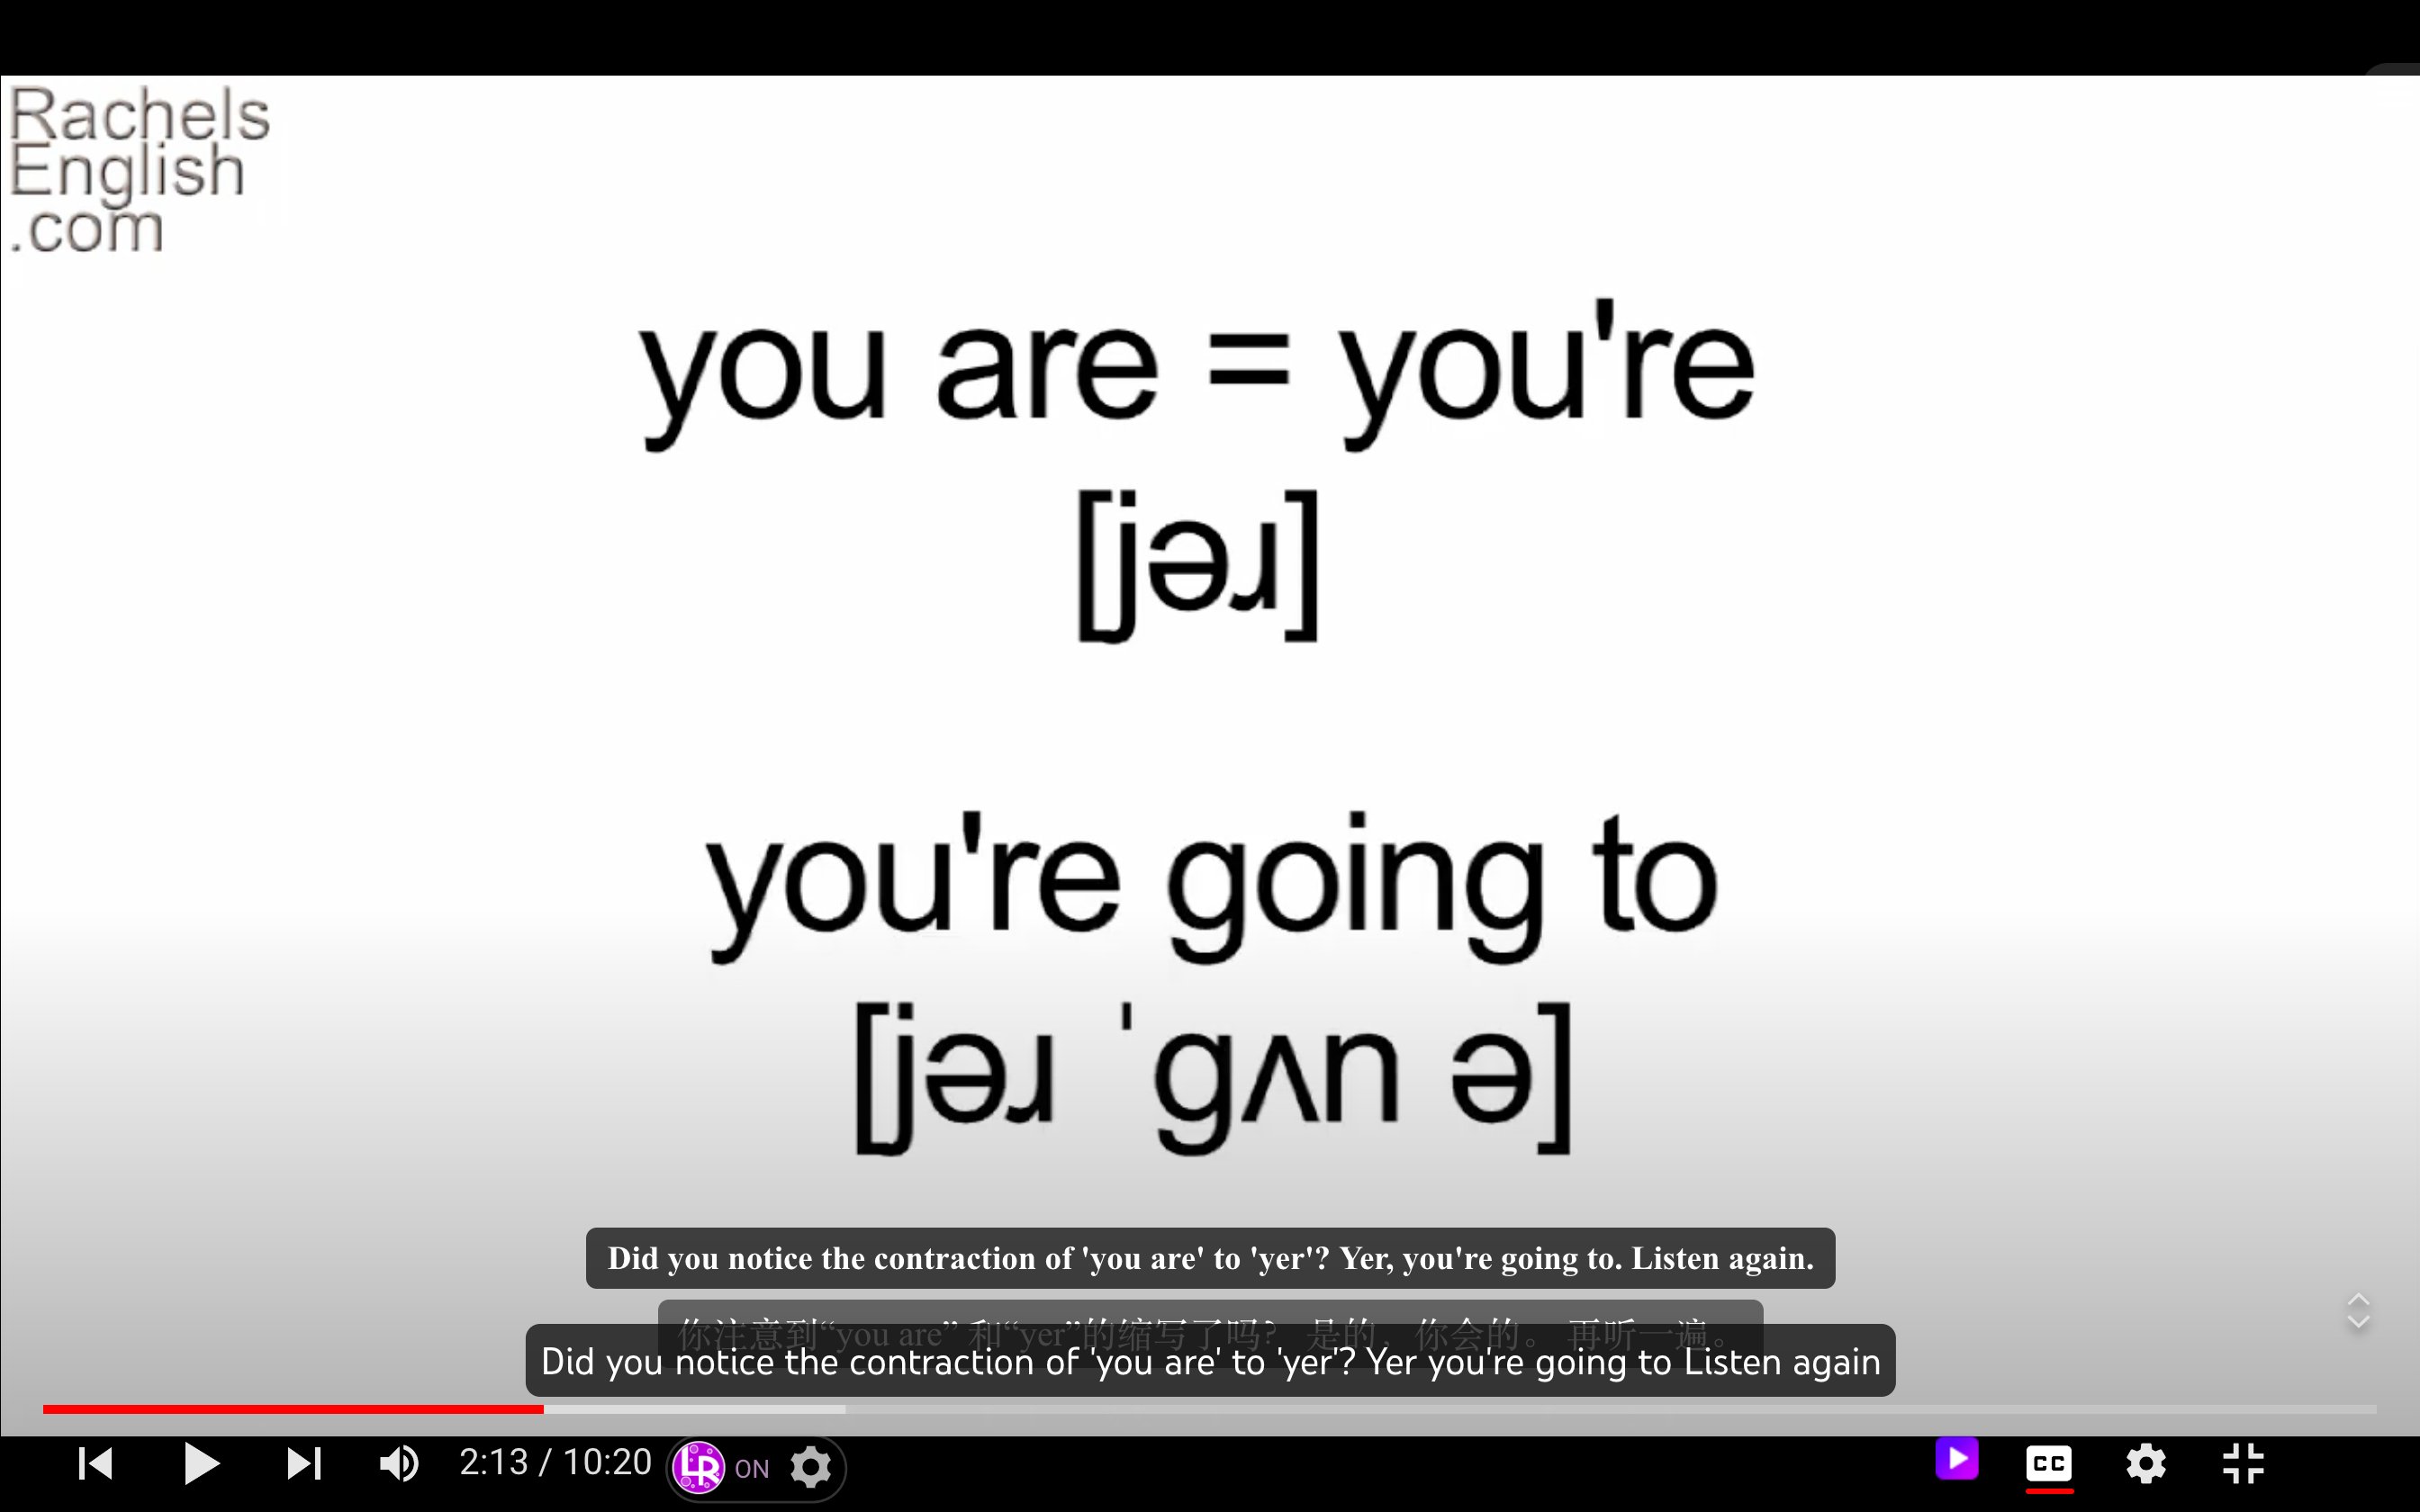 Rachels
English
.com
you are = you're
[jəɹ]
you're going to
[jəɹ ˈgʌn ə]
Did you notice the contraction of 'you are' to 'yer'? Yer, you're going to. Listen again.
你注意到“you are” 和“yer”的缩写了吗？ 是的，你会的。再听一遍。
Did you notice the contraction of 'you are' to 'yer'? Yer you're going to Listen again
2:13 / 10:20 LR ON CC